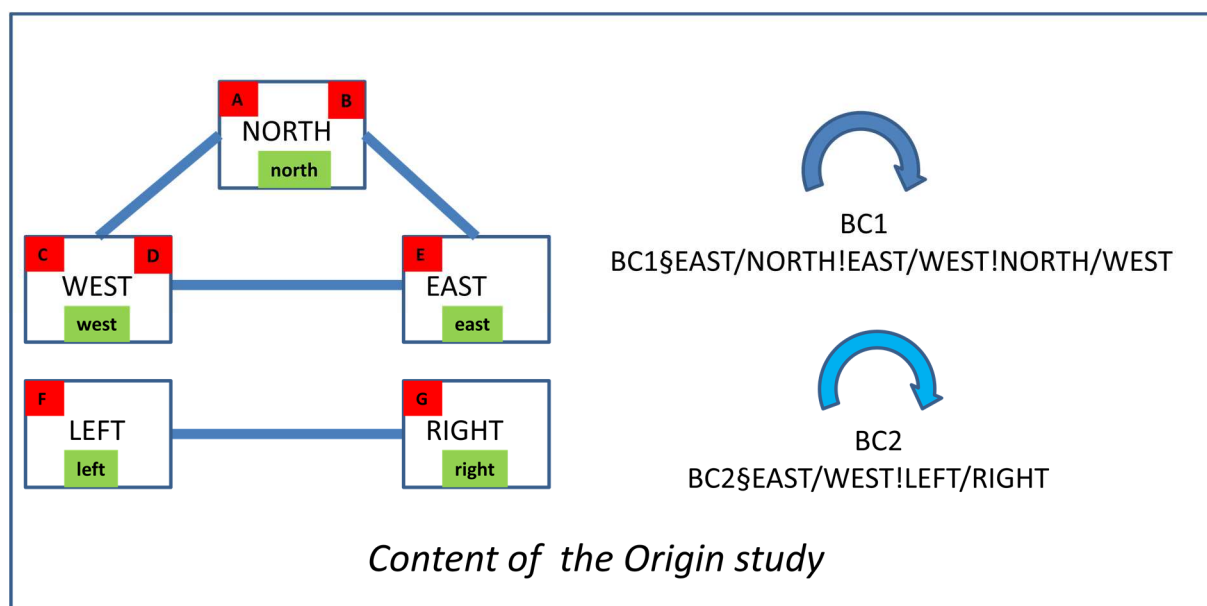 A B
NORTH
north
C D E
WEST EAST
west east
F G
LEFT RIGHT
left right
BC1
BC1§EAST/NORTH!EAST/WEST!NORTH/WEST
BC2
BC2§EAST/WEST!LEFT/RIGHT
Content of the Origin study